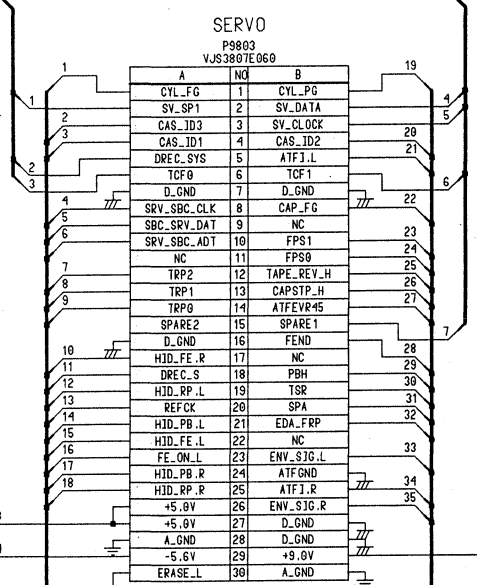 SERVO
P9803
VJS3807E060
A NO B
CYL_FG 1 CYL_PG
SV_SP1 2 SV_DATA
CAS_ID3 3 SV_CLOCK
CAS_ID1 4 CAS_ID2
DREC_SYS 5 ATFI.L
TCF0 6 TCF1
D_GND 7 D_GND
SRV_SBC_CLK 8 CAP_FG
SBC_SRV_DAT 9 NC
SRV_SBC_ADT 10 FPS1
NC 11 FPS0
TRP2 12 TAPE_REV_H
TRP1 13 CAPSTP_H
TRP0 14 ATFEVR45
SPARE2 15 SPARE1
D_GND 16 FEND
HID_FE.R 17 NC
DREC_S 18 PBH
HID_RP.L 19 TSR
REFCK 20 SPA
HID_PB.L 21 EDA_FRP
HID_FE.L 22 NC
FE_ON_L 23 ENV_SIG.L
HID_PB.R 24 ATFGND
HID_RP.R 25 ATFI.R
+5.0V 26 ENV_SIG.R
+5.0V 27 D_GND
A_GND 28 D_GND
-5.6V 29 +9.0V
ERASE_L 30 A_GND
1
1
2
3
2
3
4
5
6
7
8
9
10
11
12
13
14
15
16
17
18
19
4
5
20
21
6
22
23
24
25
26
27
7
28
29
30
31
32
33
34
35